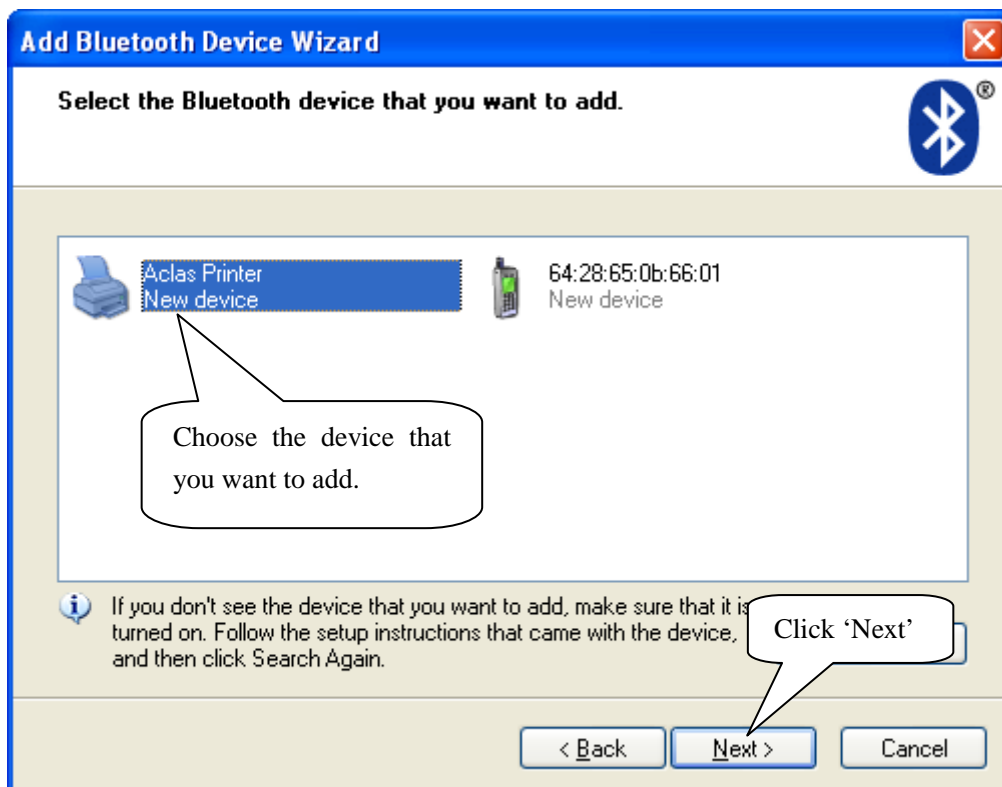 Add Bluetooth Device Wizard
Select the Bluetooth device that you want to add.
®
Aclas Printer
New device
64:28:65:0b:66:01
New device
Choose the device that
you want to add.
If you don't see the device that you want to add, make sure that it is
turned on. Follow the setup instructions that came with the device,
and then click Search Again.
Click ‘Next’
< Back
Next >
Cancel